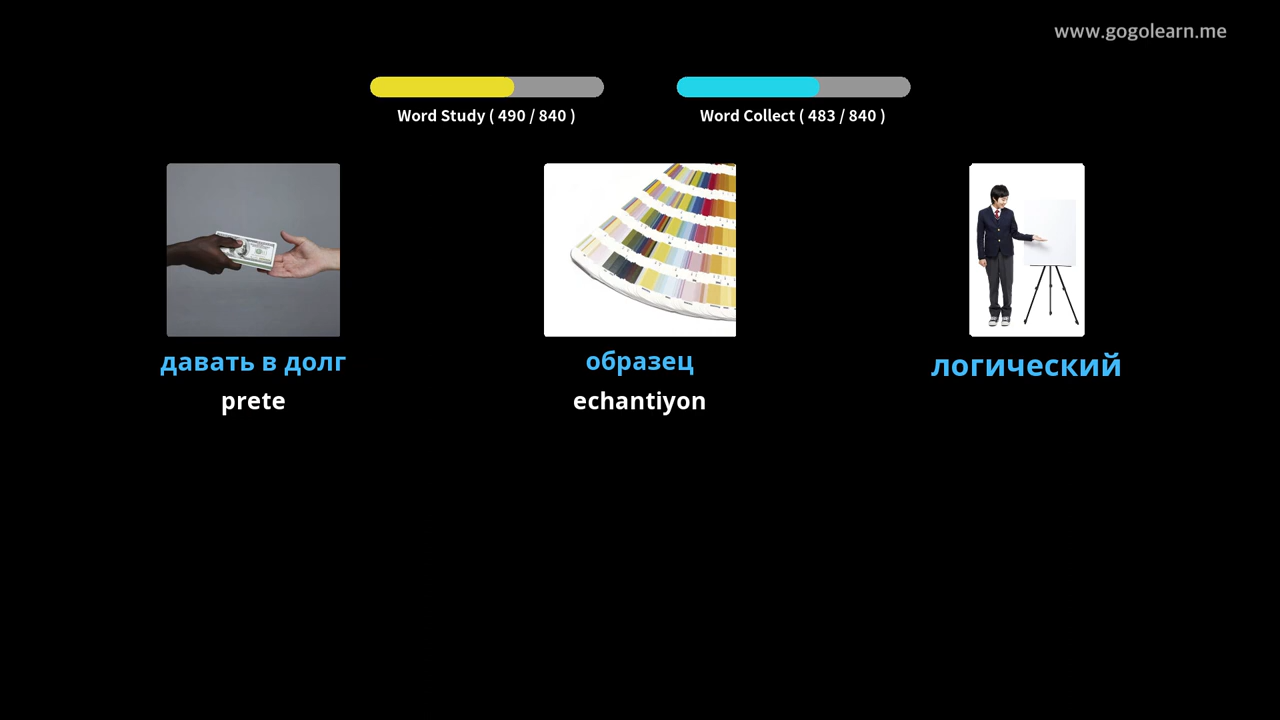 www.gogolearn.me
Word Study ( 490 / 840 )
Word Collect ( 483 / 840 )
давать в долг
prete
образец
echantiyon
логический